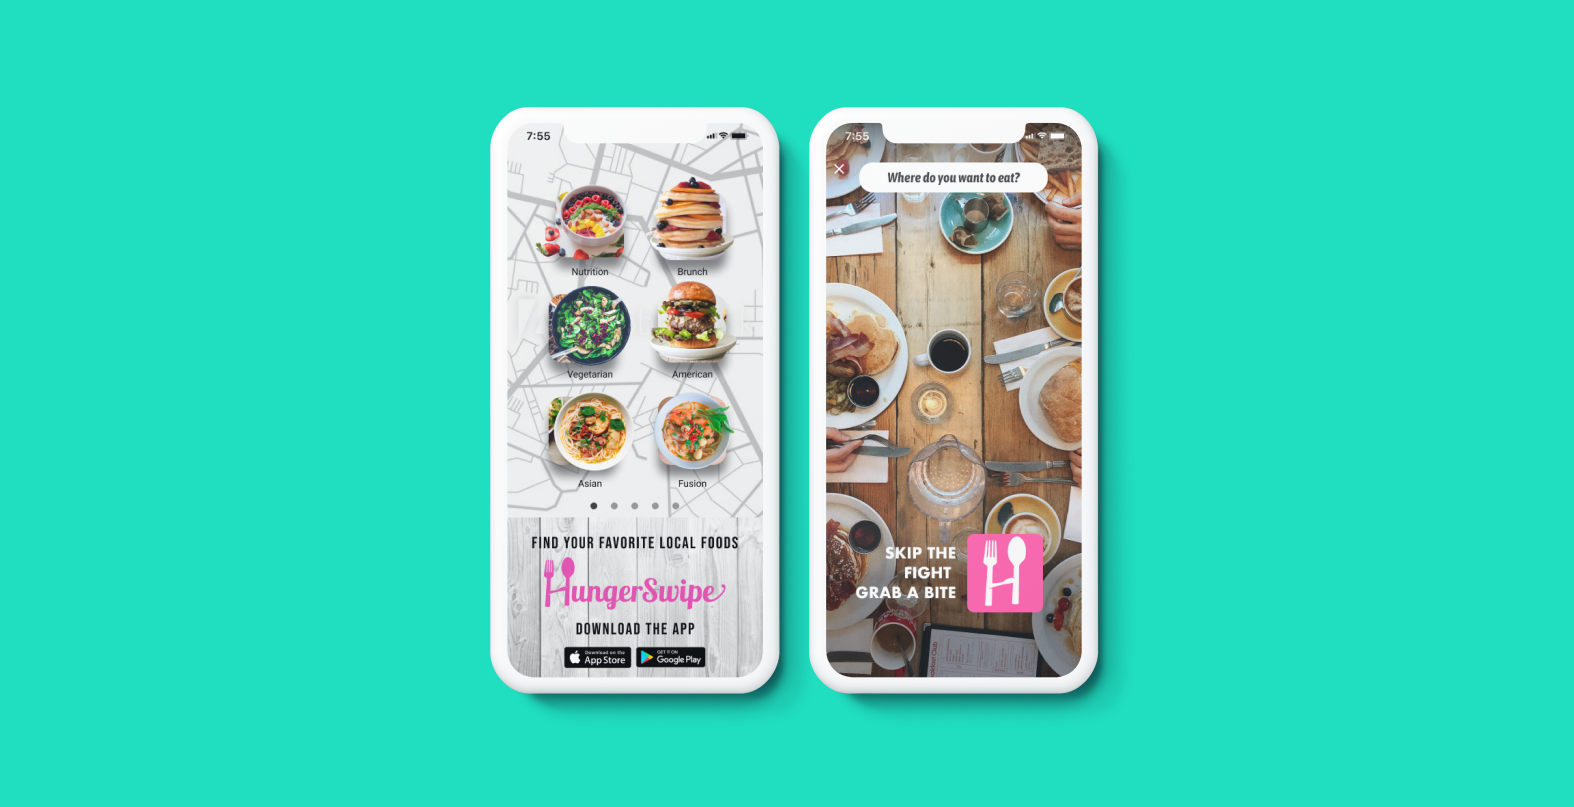 7:55
Nutrition
Brunch
Vegetarian
American
Asian
Fusion
FIND YOUR FAVORITE LOCAL FOODS
HungerSwipe
DOWNLOAD THE APP
Download on the
App Store
GET IT ON
Google Play
7:55
Where do you want to eat?
SKIP THE
FIGHT
GRAB A BITE